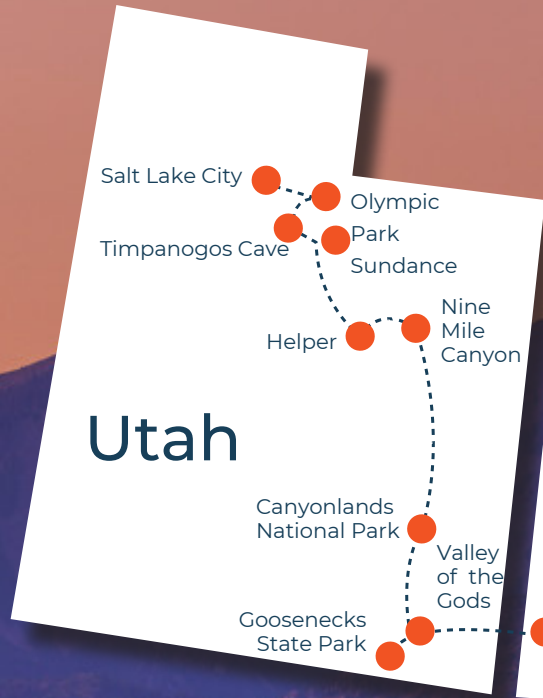 Salt Lake City
Olympic
Park
Timpanogos Cave
Sundance
Nine
Mile
Canyon
Helper
Utah
Canyonlands
National Park
Valley
of the
Gods
Goosenecks
State Park